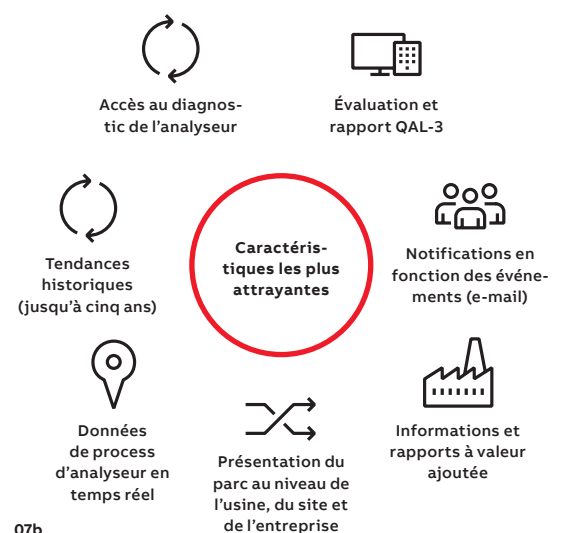 Accès au diagnos-
tic de l'analyseur
Évaluation et
rapport QAL-3
Tendances
historiques
(jusqu'à cinq ans)
Caractéris-
tiques les plus
attrayantes
Notifications en
fonction des événe-
ments (e-mail)
Données
de process
d'analyseur en
temps réel
Présentation du
parc au niveau de
l'usine, du site et
de l'entreprise
Informations et
rapports à valeur
ajoutée
07b